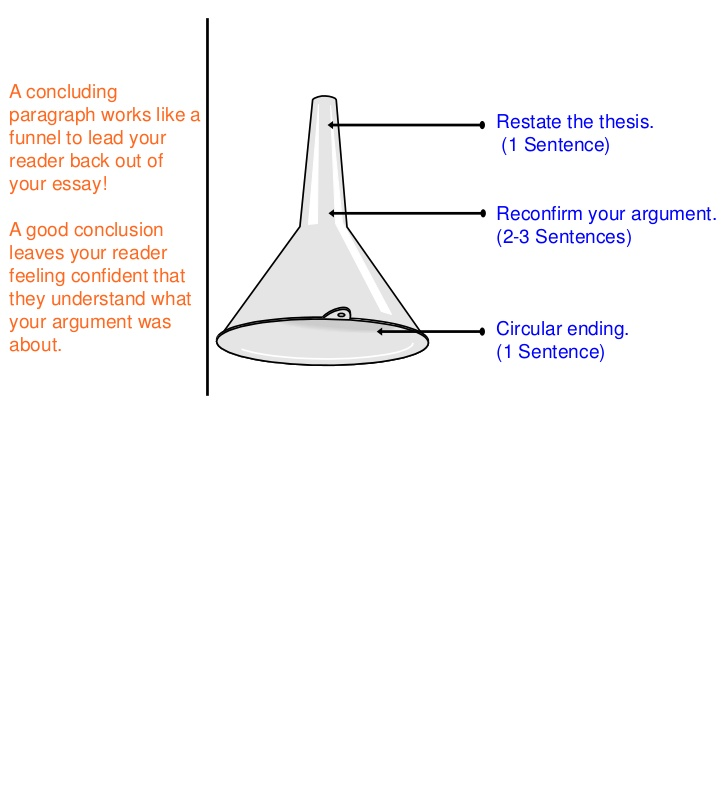 A concluding
paragraph works like a
funnel to lead your
reader back out of
your essay!
A good conclusion
leaves your reader
feeling confident that
they understand what
your argument was
about.
Restate the thesis.
(1 Sentence)
Reconfirm your argument.
(2-3 Sentences)
Circular ending.
(1 Sentence)